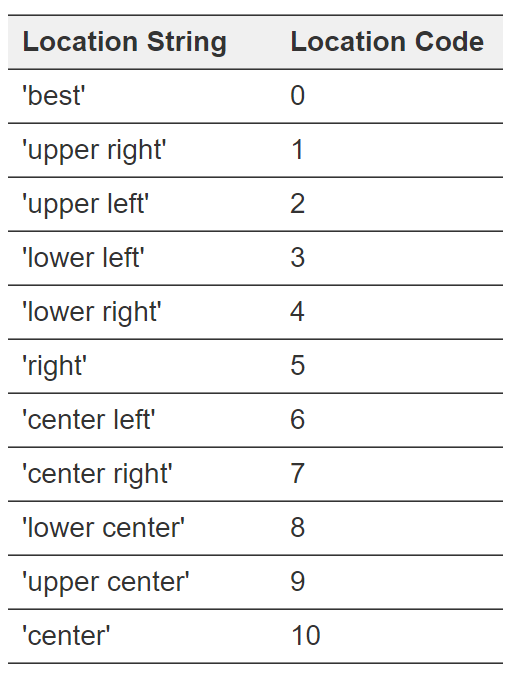 Location String Location Code
'best' 0
'upper right' 1
'upper left' 2
'lower left' 3
'lower right' 4
'right' 5
'center left' 6
'center right' 7
'lower center' 8
'upper center' 9
'center' 10